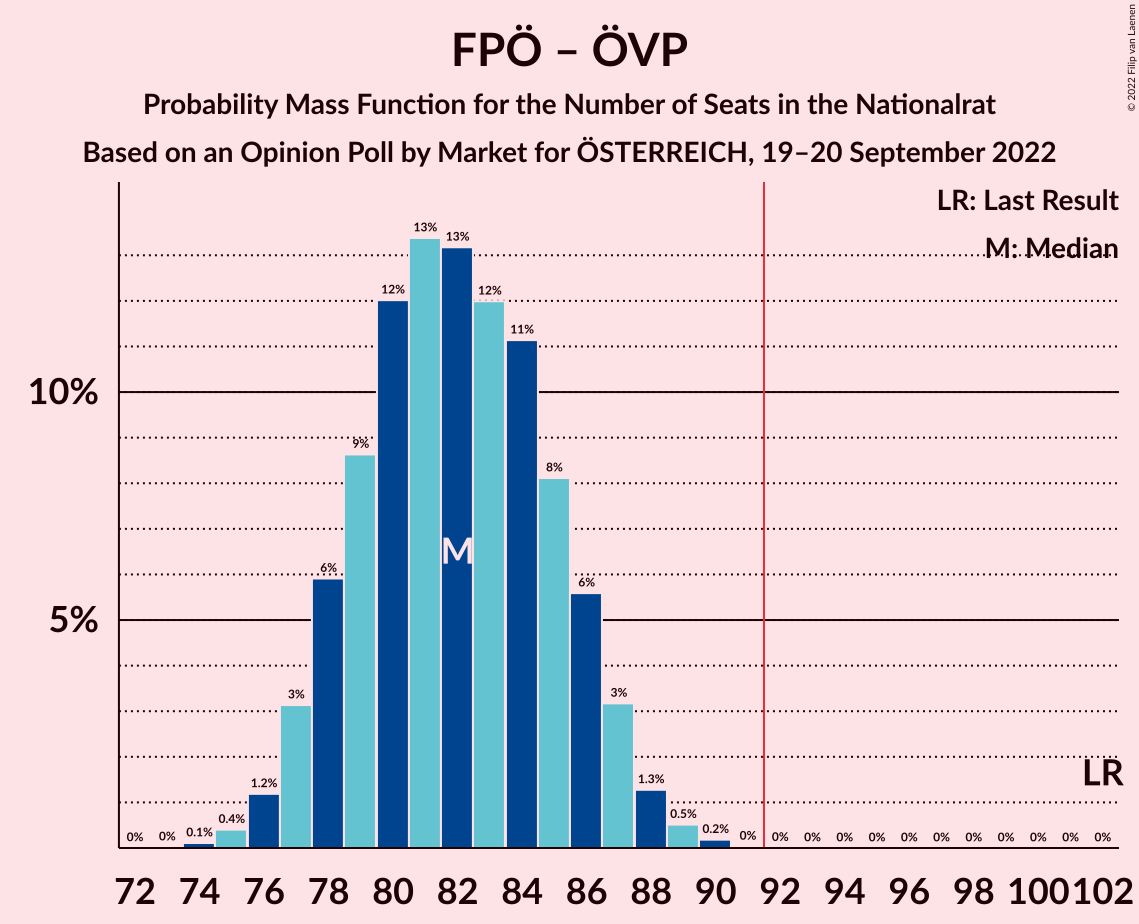 FPÖ – ÖVP
Probability Mass Function for the Number of Seats in the Nationalrat
Based on an Opinion Poll by Market for ÖSTERREICH, 19–20 September 2022
© 2022 Filip van Laenen
LR: Last Result
M: Median
10%
5%
0% 0% 0.1% 0.4% 1.2% 3% 6% 9% 12% 13% 13% 12% 11% 8% 6% 3% 1.3% 0.5% 0.2% 0% 0% 0% 0% 0% 0% 0% 0% 0% 0% 0% 0%
M
LR
72 74 76 78 80 82 84 86 88 90 92 94 96 98 100 102